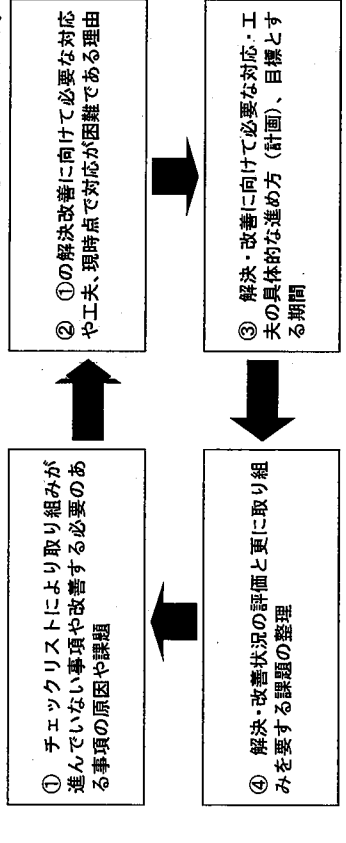 ① チェックリストにより取り組みが
進んでいない事項や改善する必要のあ
る事項の原因や課題
② ①の解決改善に向けて必要な対応
や工夫、現時点で対応が困難である理由
③ 解決・改善に向けて必要な対応・工
夫の具体的な進め方（計画）、目標とす
る期間
④ 解決・改善状況の評価と更に取り組
みを要する課題の整理